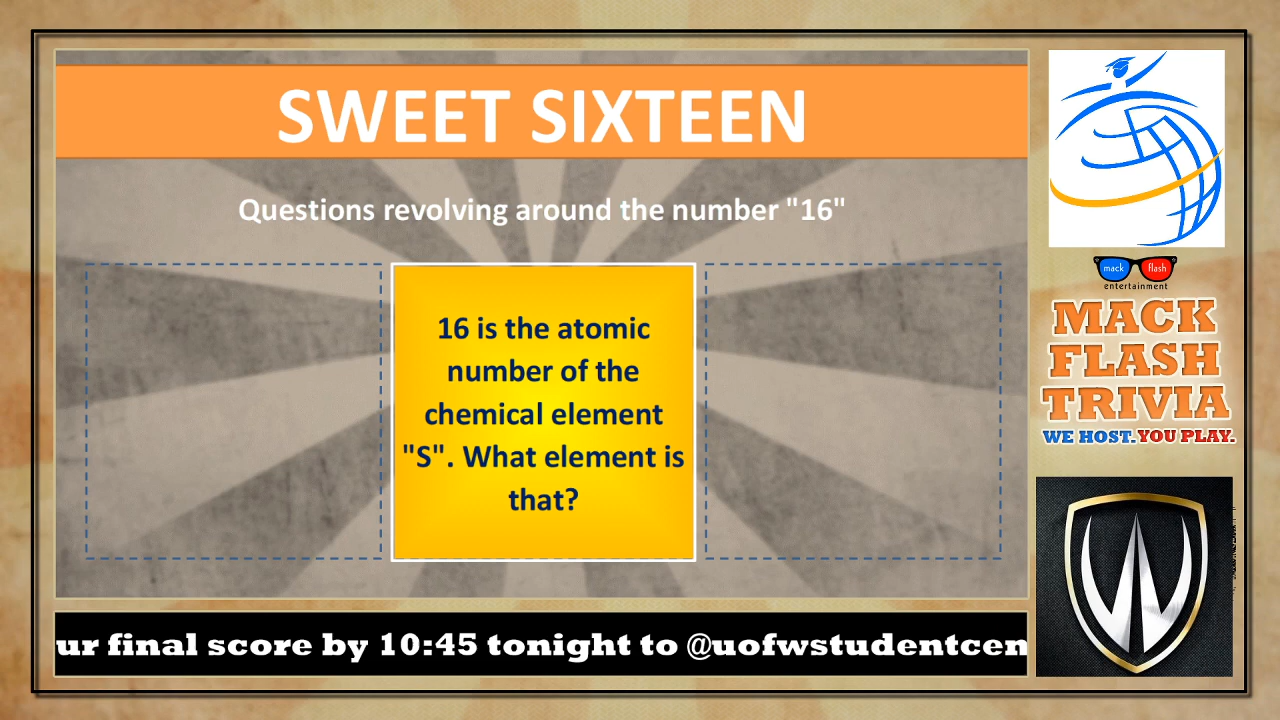 SWEET SIXTEEN
Questions revolving around the number "16"
16 is the atomic
number of the
chemical element
"S". What element is
that?
mack flash
entertainment
MACK
FLASH
TRIVIA
WE HOST. YOU PLAY.
ur final score by 10:45 tonight to @uofwstudentcen